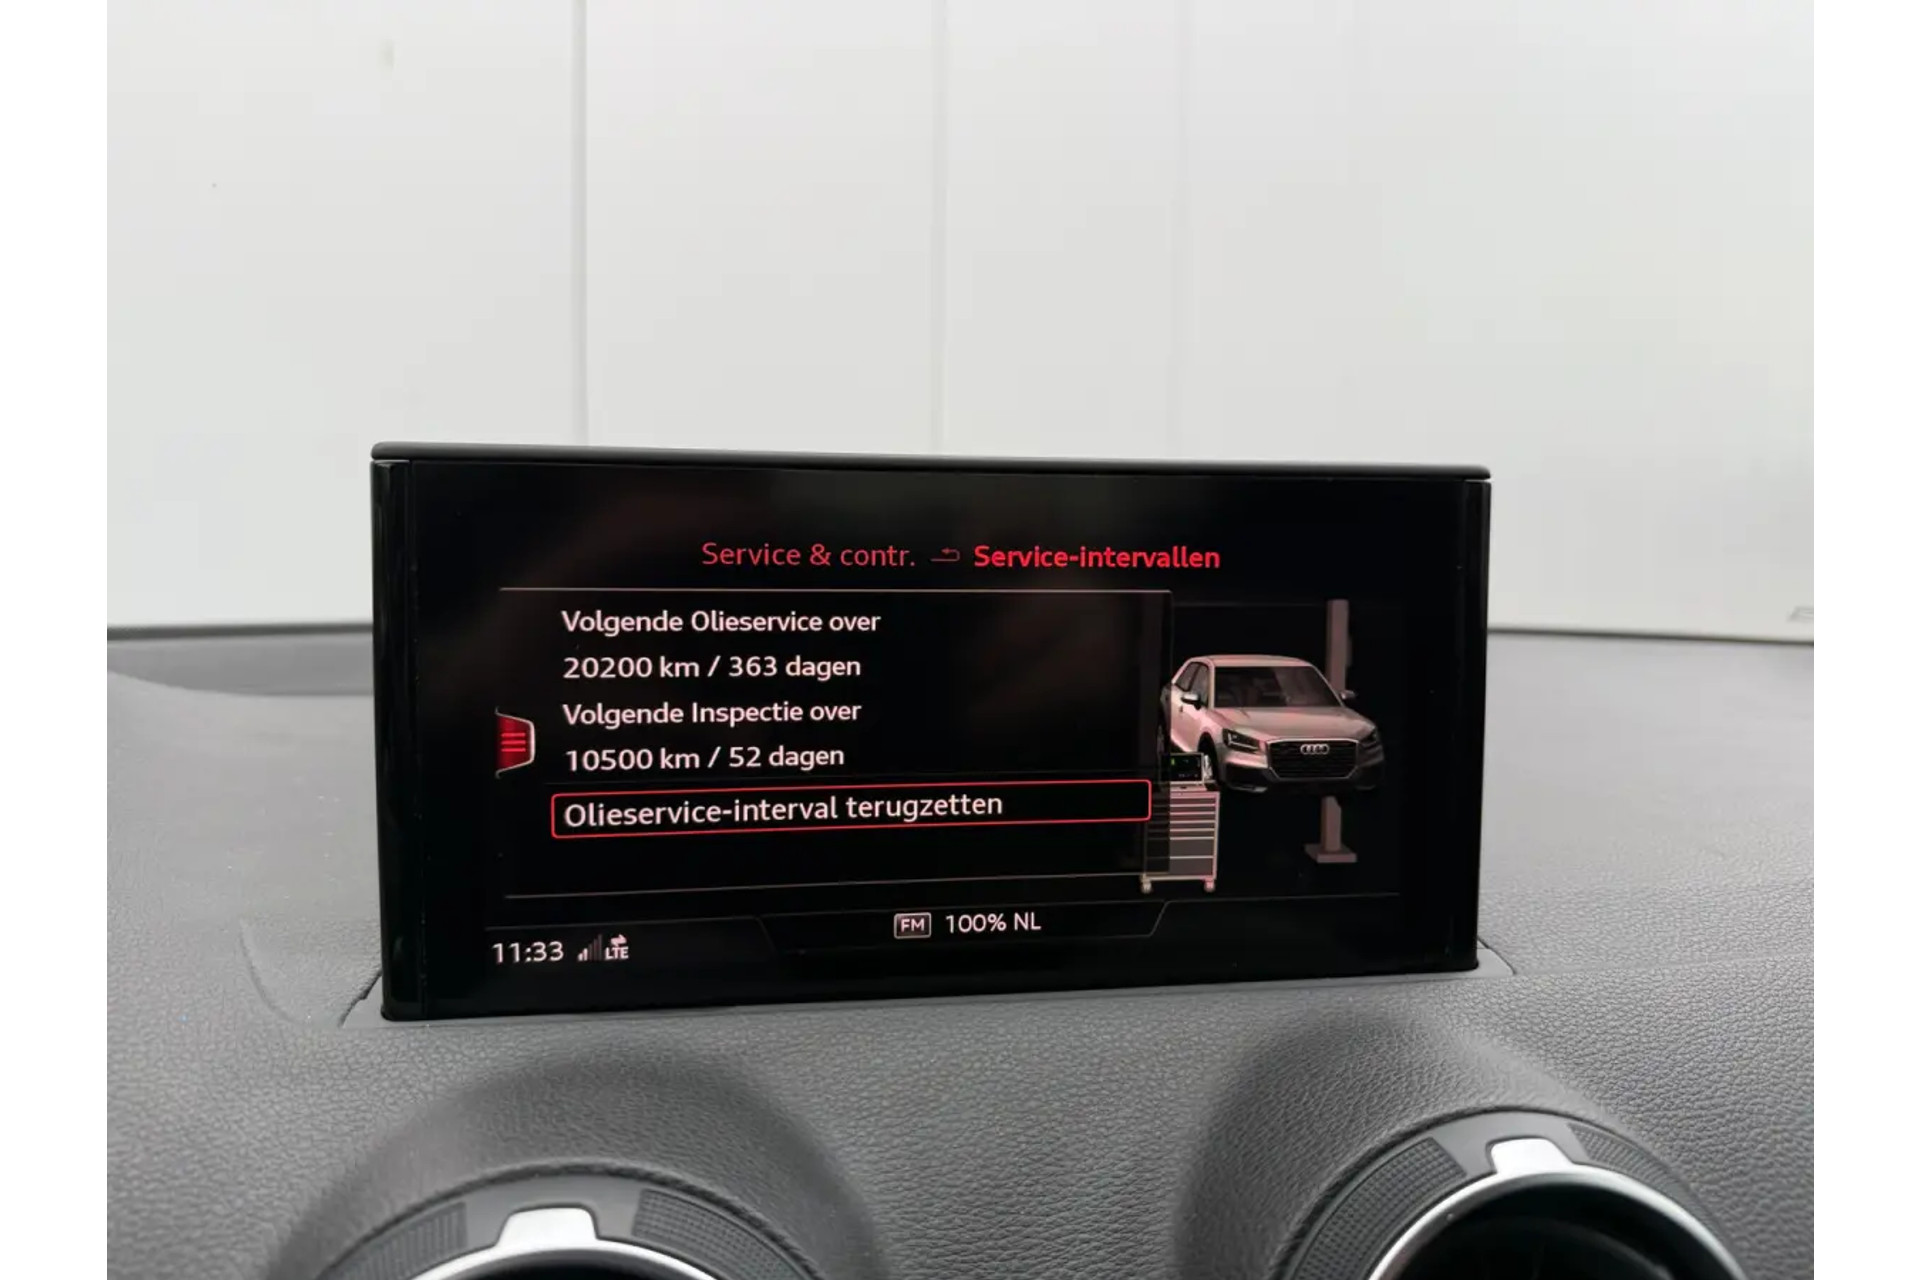 Service & contr. Service-intervallen
Volgende Olieservice over
20200 km / 363 dagen
Volgende Inspectie over
10500 km / 52 dagen
Olieservice-interval terugzetten
FM 100% NL
11:33 LTE